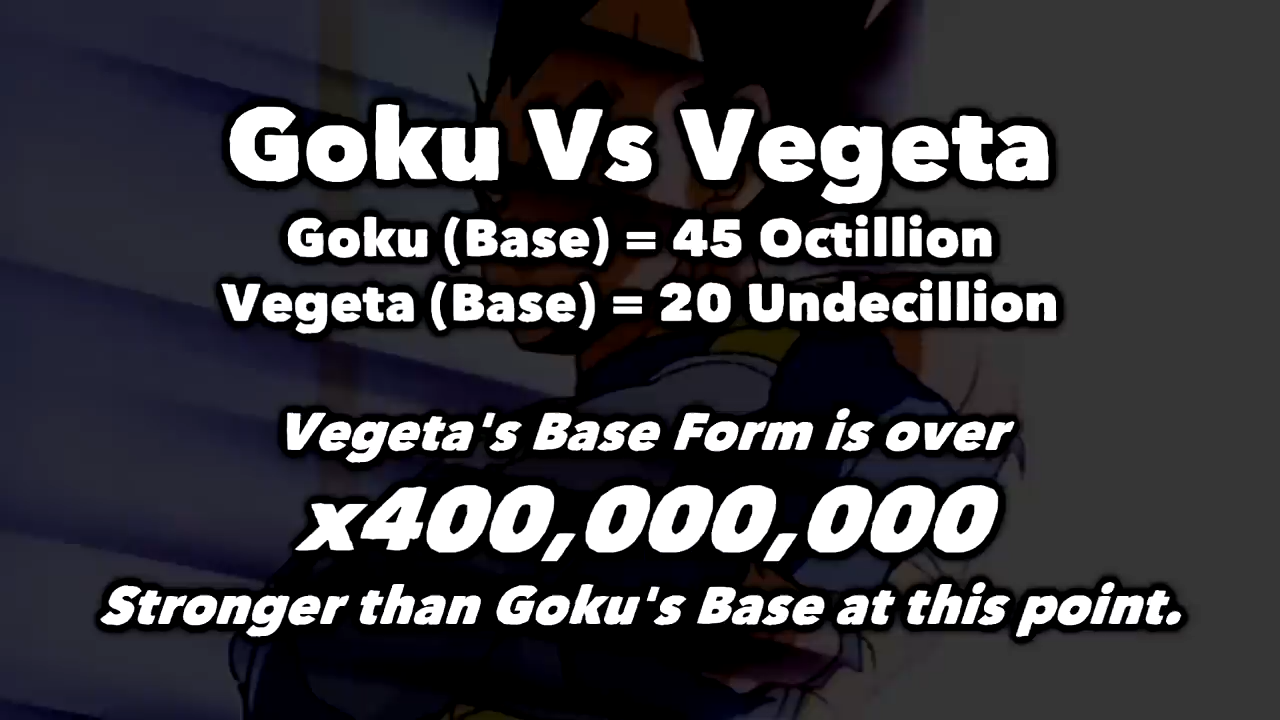 Goku Vs Vegeta
Goku (Base) = 45 Octillion
Vegeta (Base) = 20 Undecillion
Vegeta's Base Form is over
x400,000,000
Stronger than Goku's Base at this point.